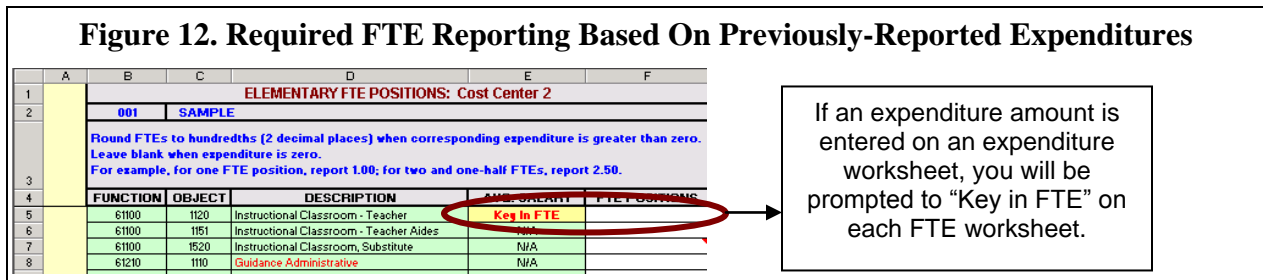 Figure 12. Required FTE Reporting Based On Previously-Reported Expenditures
A B C D E F
1 ELEMENTARY FTE POSITIONS: Cost Center 2
2 001 SAMPLE
Round FTEs to hundredths (2 decimal places) when corresponding expenditure is greater than zero.
Leave blank when expenditure is zero.
3 For example, for one FTE position, report 1.00; for two and one-half FTEs, report 2.50.
4 FUNCTION OBJECT DESCRIPTION AVG. SALARY FTE POSITIONS
5 61100 1120 Instructional Classroom - Teacher Key In FTE
6 61100 1151 Instructional Classroom - Teacher Aides N/A
7 61100 1520 Instructional Classroom, Substitute N/A
8 61210 1110 Guidance Administrative N/A
If an expenditure amount is
entered on an expenditure
worksheet, you will be
prompted to “Key in FTE” on
each FTE worksheet.